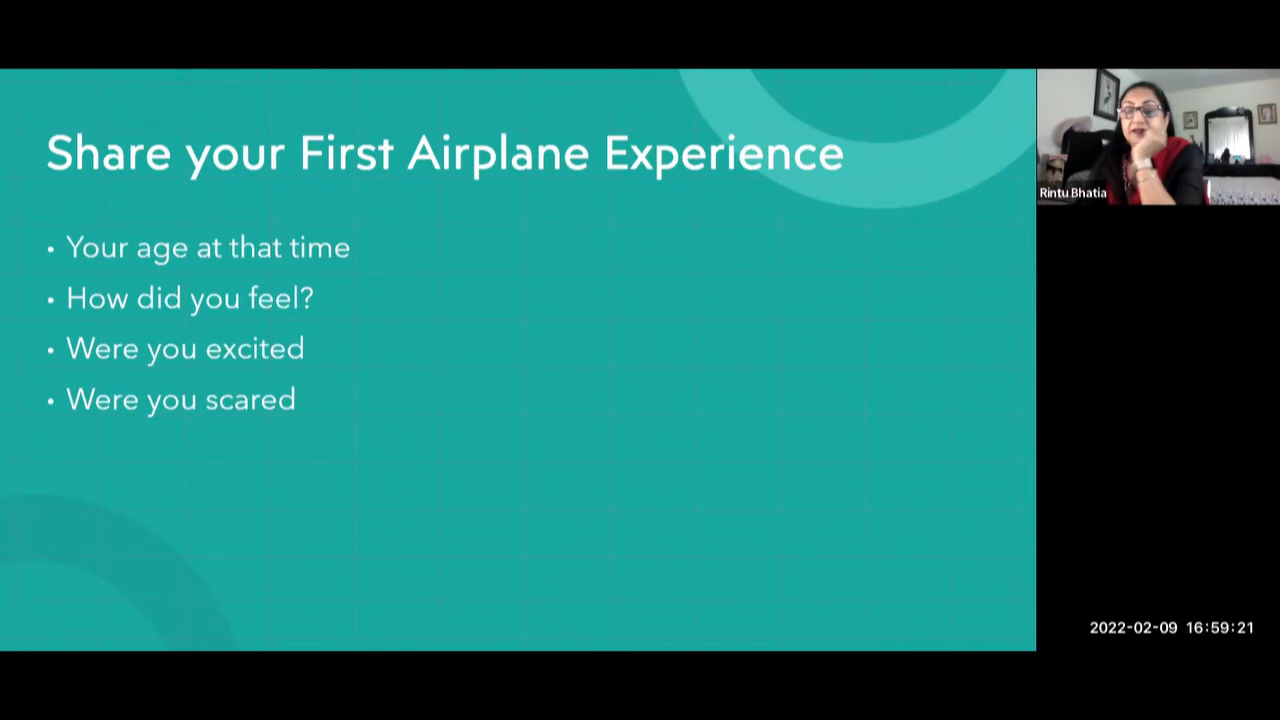 Share your First Airplane Experience
• Your age at that time
• How did you feel?
• Were you excited
• Were you scared
Rintu Bhatia
2022-02-09 16:59:21